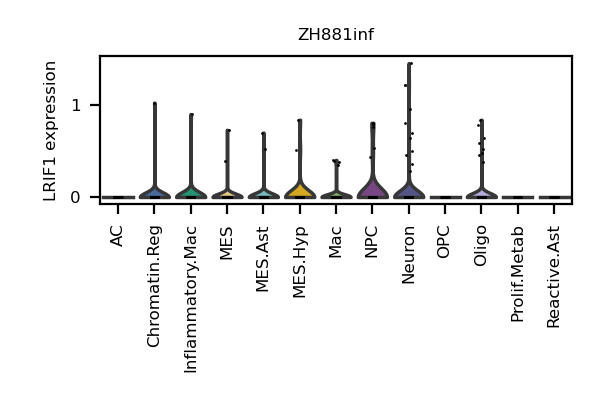 ZH881inf
LRIF1 expression
1
0
AC
Chromatin.Reg
Inflammatory.Mac
MES
MES.Ast
MES.Hyp
Mac
NPC
Neuron
OPC
Oligo
Prolif.Metab
Reactive.Ast